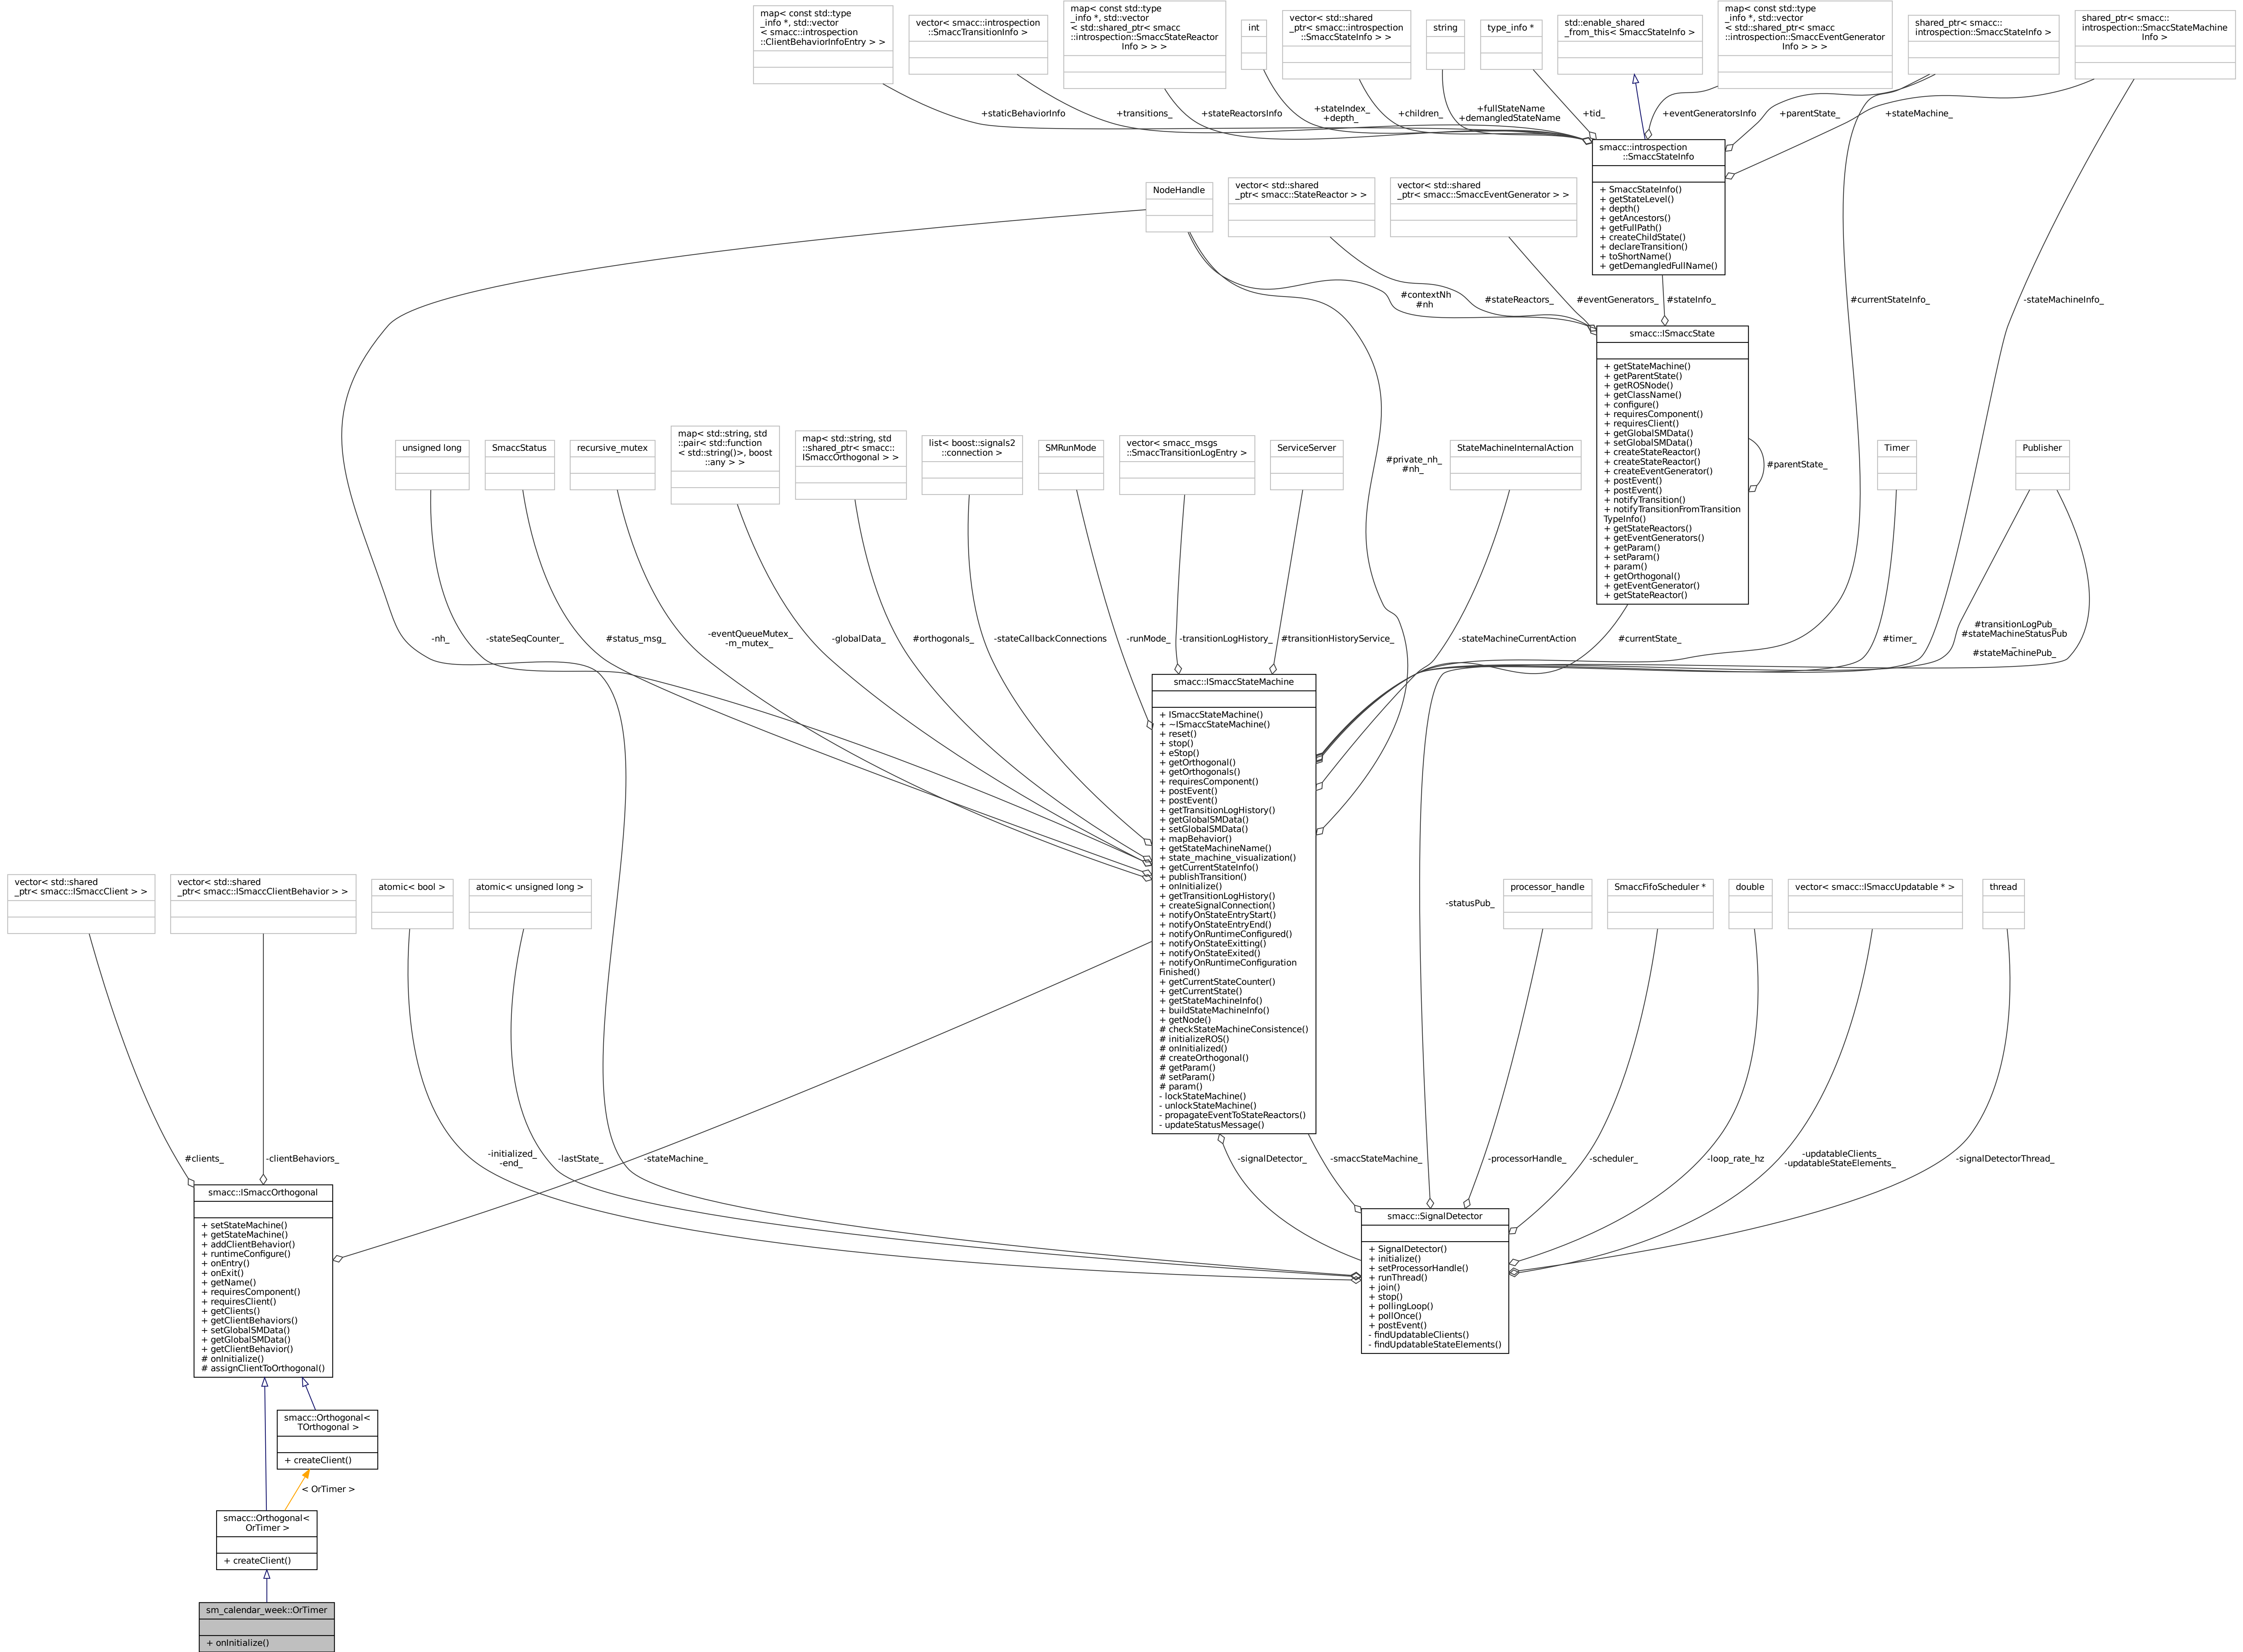 map< const std::type
_info *, std::vector
< smacc::introspection
::ClientBehaviorInfoEntry > >
vector< smacc::introspection
::SmaccTransitionInfo >
map< const std::type
_info *, std::vector
< std::shared_ptr< smacc
::introspection::SmaccStateReactor
Info > > >
int
vector< std::shared
_ptr< smacc::introspection
::SmaccStateInfo > >
string
type_info *
std::enable_shared
_from_this< SmaccStateInfo >
map< const std::type
_info *, std::vector
< std::shared_ptr< smacc
::introspection::SmaccEventGenerator
Info > > >
shared_ptr< smacc::
introspection::SmaccStateInfo >
shared_ptr< smacc::
introspection::SmaccStateMachine
Info >
+staticBehaviorInfo
+transitions_
+stateReactorsInfo
+stateIndex_
+depth_
+children_
+fullStateName
+demangledStateName
+tid_
+eventGeneratorsInfo
+parentState_
+stateMachine_
smacc::introspection
::SmaccStateInfo
+ SmaccStateInfo()
+ getStateLevel()
+ depth()
+ getAncestors()
+ getFullPath()
+ createChildState()
+ declareTransition()
+ toShortName()
+ getDemangledFullName()
NodeHandle
vector< std::shared
_ptr< smacc::StateReactor > >
vector< std::shared
_ptr< smacc::SmaccEventGenerator > >
#contextNh
#nh
#stateReactors_
#eventGenerators_
#stateInfo_
#currentStateInfo_
-stateMachineInfo_
smacc::ISmaccState
+ getStateMachine()
+ getParentState()
+ getROSNode()
+ getClassName()
+ configure()
+ requiresComponent()
+ requiresClient()
+ getGlobalSMData()
+ setGlobalSMData()
+ createStateReactor()
+ createStateReactor()
+ createEventGenerator()
+ postEvent()
+ postEvent()
+ notifyTransition()
+ notifyTransitionFromTransition
TypeInfo()
+ getStateReactors()
+ getEventGenerators()
+ getParam()
+ setParam()
+ param()
+ getOrthogonal()
+ getEventGenerator()
+ getStateReactor()
#parentState_
unsigned long
SmaccStatus
recursive_mutex
map< std::string, std
::pair< std::function
< std::string()>, boost
::any > >
map< std::string, std
::shared_ptr< smacc::
ISmaccOrthogonal > >
list< boost::signals2
::connection >
SMRunMode
vector< smacc_msgs
::SmaccTransitionLogEntry >
ServiceServer
#private_nh_
#nh_
StateMachineInternalAction
Timer
Publisher
-nh_
-stateSeqCounter_
#status_msg_
-eventQueueMutex_
-m_mutex_
-globalData_
#orthogonals_
-stateCallbackConnections
-runMode_
-transitionLogHistory_
#transitionHistoryService_
-stateMachineCurrentAction
#currentState_
#timer_
#transitionLogPub_
#stateMachineStatusPub
_
#stateMachinePub_
smacc::ISmaccStateMachine
+ ISmaccStateMachine()
+ ~ISmaccStateMachine()
+ reset()
+ stop()
+ eStop()
+ getOrthogonal()
+ getOrthogonals()
+ requiresComponent()
+ postEvent()
+ postEvent()
+ getTransitionLogHistory()
+ getGlobalSMData()
+ setGlobalSMData()
+ mapBehavior()
+ getStateMachineName()
+ state_machine_visualization()
+ getCurrentStateInfo()
+ publishTransition()
+ onInitialize()
+ getTransitionLogHistory()
+ createSignalConnection()
+ notifyOnStateEntryStart()
+ notifyOnStateEntryEnd()
+ notifyOnRuntimeConfigured()
+ notifyOnStateExitting()
+ notifyOnStateExited()
+ notifyOnRuntimeConfiguration
Finished()
+ getCurrentStateCounter()
+ getCurrentState()
+ getStateMachineInfo()
+ buildStateMachineInfo()
+ getNode()
# checkStateMachineConsistence()
# initializeROS()
# onInitialized()
# createOrthogonal()
# getParam()
# setParam()
# param()
- lockStateMachine()
- unlockStateMachine()
- propagateEventToStateReactors()
- updateStatusMessage()
vector< std::shared
_ptr< smacc::ISmaccClient > >
vector< std::shared
_ptr< smacc::ISmaccClientBehavior > >
atomic< bool >
atomic< unsigned long >
-statusPub_
processor_handle
SmaccFifoScheduler *
double
vector< smacc::ISmaccUpdatable * >
thread
#clients_
-clientBehaviors_
-initialized_
-end_
-lastState_
-stateMachine_
-signalDetector_
-smaccStateMachine_
-processorHandle_
-scheduler_
-loop_rate_hz
-updatableClients_
-updatableStateElements_
-signalDetectorThread_
smacc::ISmaccOrthogonal
+ setStateMachine()
+ getStateMachine()
+ addClientBehavior()
+ runtimeConfigure()
+ onEntry()
+ onExit()
+ getName()
+ requiresComponent()
+ requiresClient()
+ getClients()
+ getClientBehaviors()
+ setGlobalSMData()
+ getGlobalSMData()
+ getClientBehavior()
# onInitialize()
# assignClientToOrthogonal()
smacc::SignalDetector
+ SignalDetector()
+ initialize()
+ setProcessorHandle()
+ runThread()
+ join()
+ stop()
+ pollingLoop()
+ pollOnce()
+ postEvent()
- findUpdatableClients()
- findUpdatableStateElements()
smacc::Orthogonal<
TOrthogonal >
+ createClient()
< OrTimer >
smacc::Orthogonal<
OrTimer >
+ createClient()
sm_calendar_week::OrTimer
+ onInitialize()